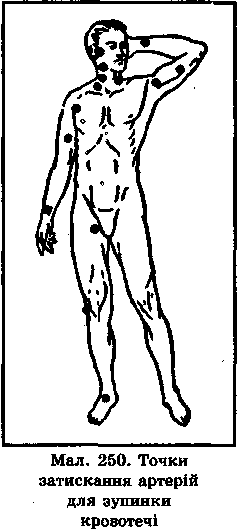 Мал. 250. Точки
затискання артерій
для зупинки
кровотечі